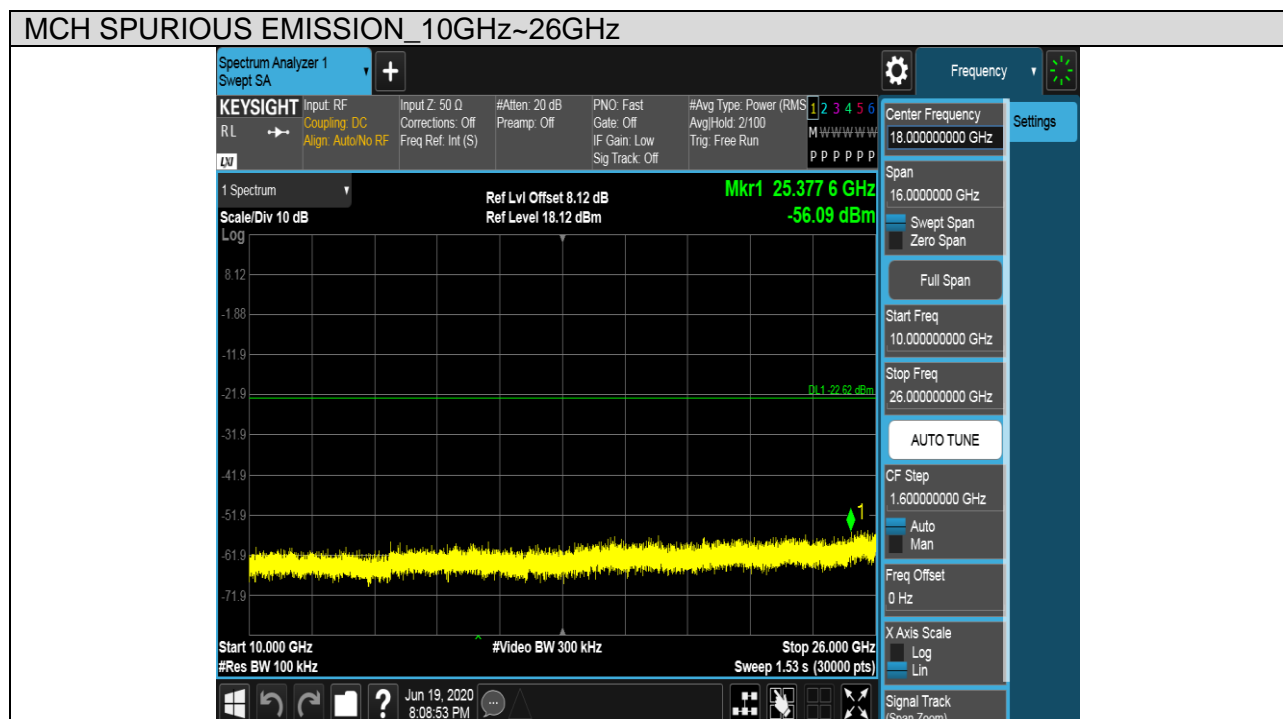 MCH SPURIOUS EMISSION_10GHz~26GHz
Spectrum Analyzer 1
Swept SA
Frequency
KEYSIGHT
RL
LXI
Input: RF
Coupling: DC
Align: Auto/No RF
Input Z: 50 Ω
Corrections: Off
Freq Ref: Int (S)
#Atten: 20 dB
Preamp: Off
PNO: Fast
Gate: Off
IF Gain: Low
Sig Track: Off
#Avg Type: Power (RMS
Avg|Hold: 2/100
Trig: Free Run
1 2 3 4 5 6
M W W W W W
P P P P P P
1 Spectrum
Scale/Div 10 dB
Log
Ref Lvl Offset 8.12 dB
Ref Level 18.12 dBm
Mkr1 25.377 6 GHz
-56.09 dBm
8.12
-1.88
-11.9
-21.9
DL1 -22.62 dBm
-31.9
-41.9
-51.9
1
-61.9
-71.9
Start 10.000 GHz
#Video BW 300 kHz
Stop 26.000 GHz
#Res BW 100 kHz
Sweep 1.53 s (30000 pts)
?
Jun 19, 2020
8:08:53 PM
Center Frequency
18.000000000 GHz
Settings
Span
16.0000000 GHz
Swept Span
Zero Span
Full Span
Start Freq
10.000000000 GHz
Stop Freq
26.000000000 GHz
AUTO TUNE
CF Step
1.600000000 GHz
Auto
Man
Freq Offset
0 Hz
X Axis Scale
Log
Lin
Signal Track
(Span Zoom)